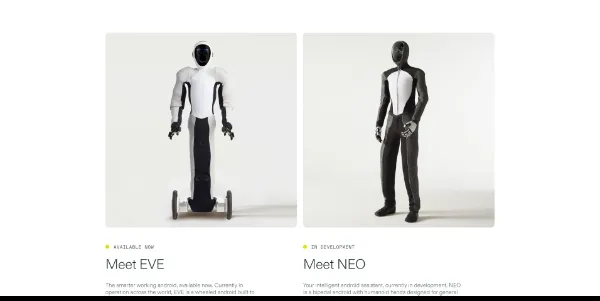 AVAILABLE NOW
Meet EVE
The smarter working android, available now. Currently in
operation across the world, EVE is a wheeled android built to
IN DEVELOPMENT
Meet NEO
Your intelligent android assistant, currently in development, NEO
is a bipedal android with humanoid hands designed for general